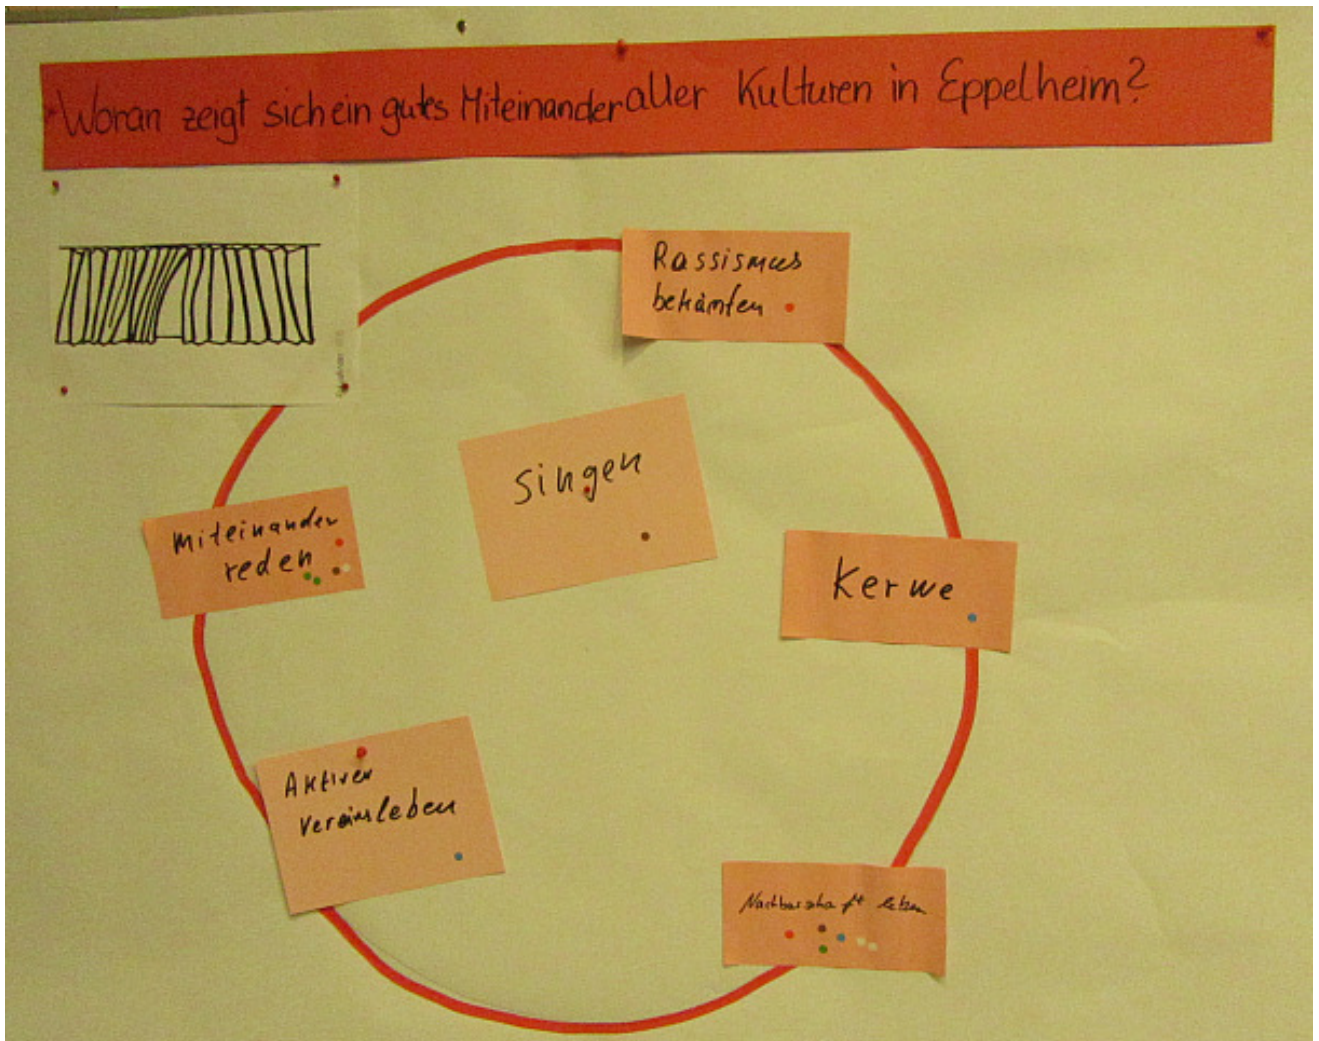 Woran zeigt sich ein gutes Miteinander aller Kulturen in Eppelheim?
Rassismus
bekämfen
Singen
Miteinander
reden
Kerwe
Aktiver
Vereinsleben
Nachbarschaft leben